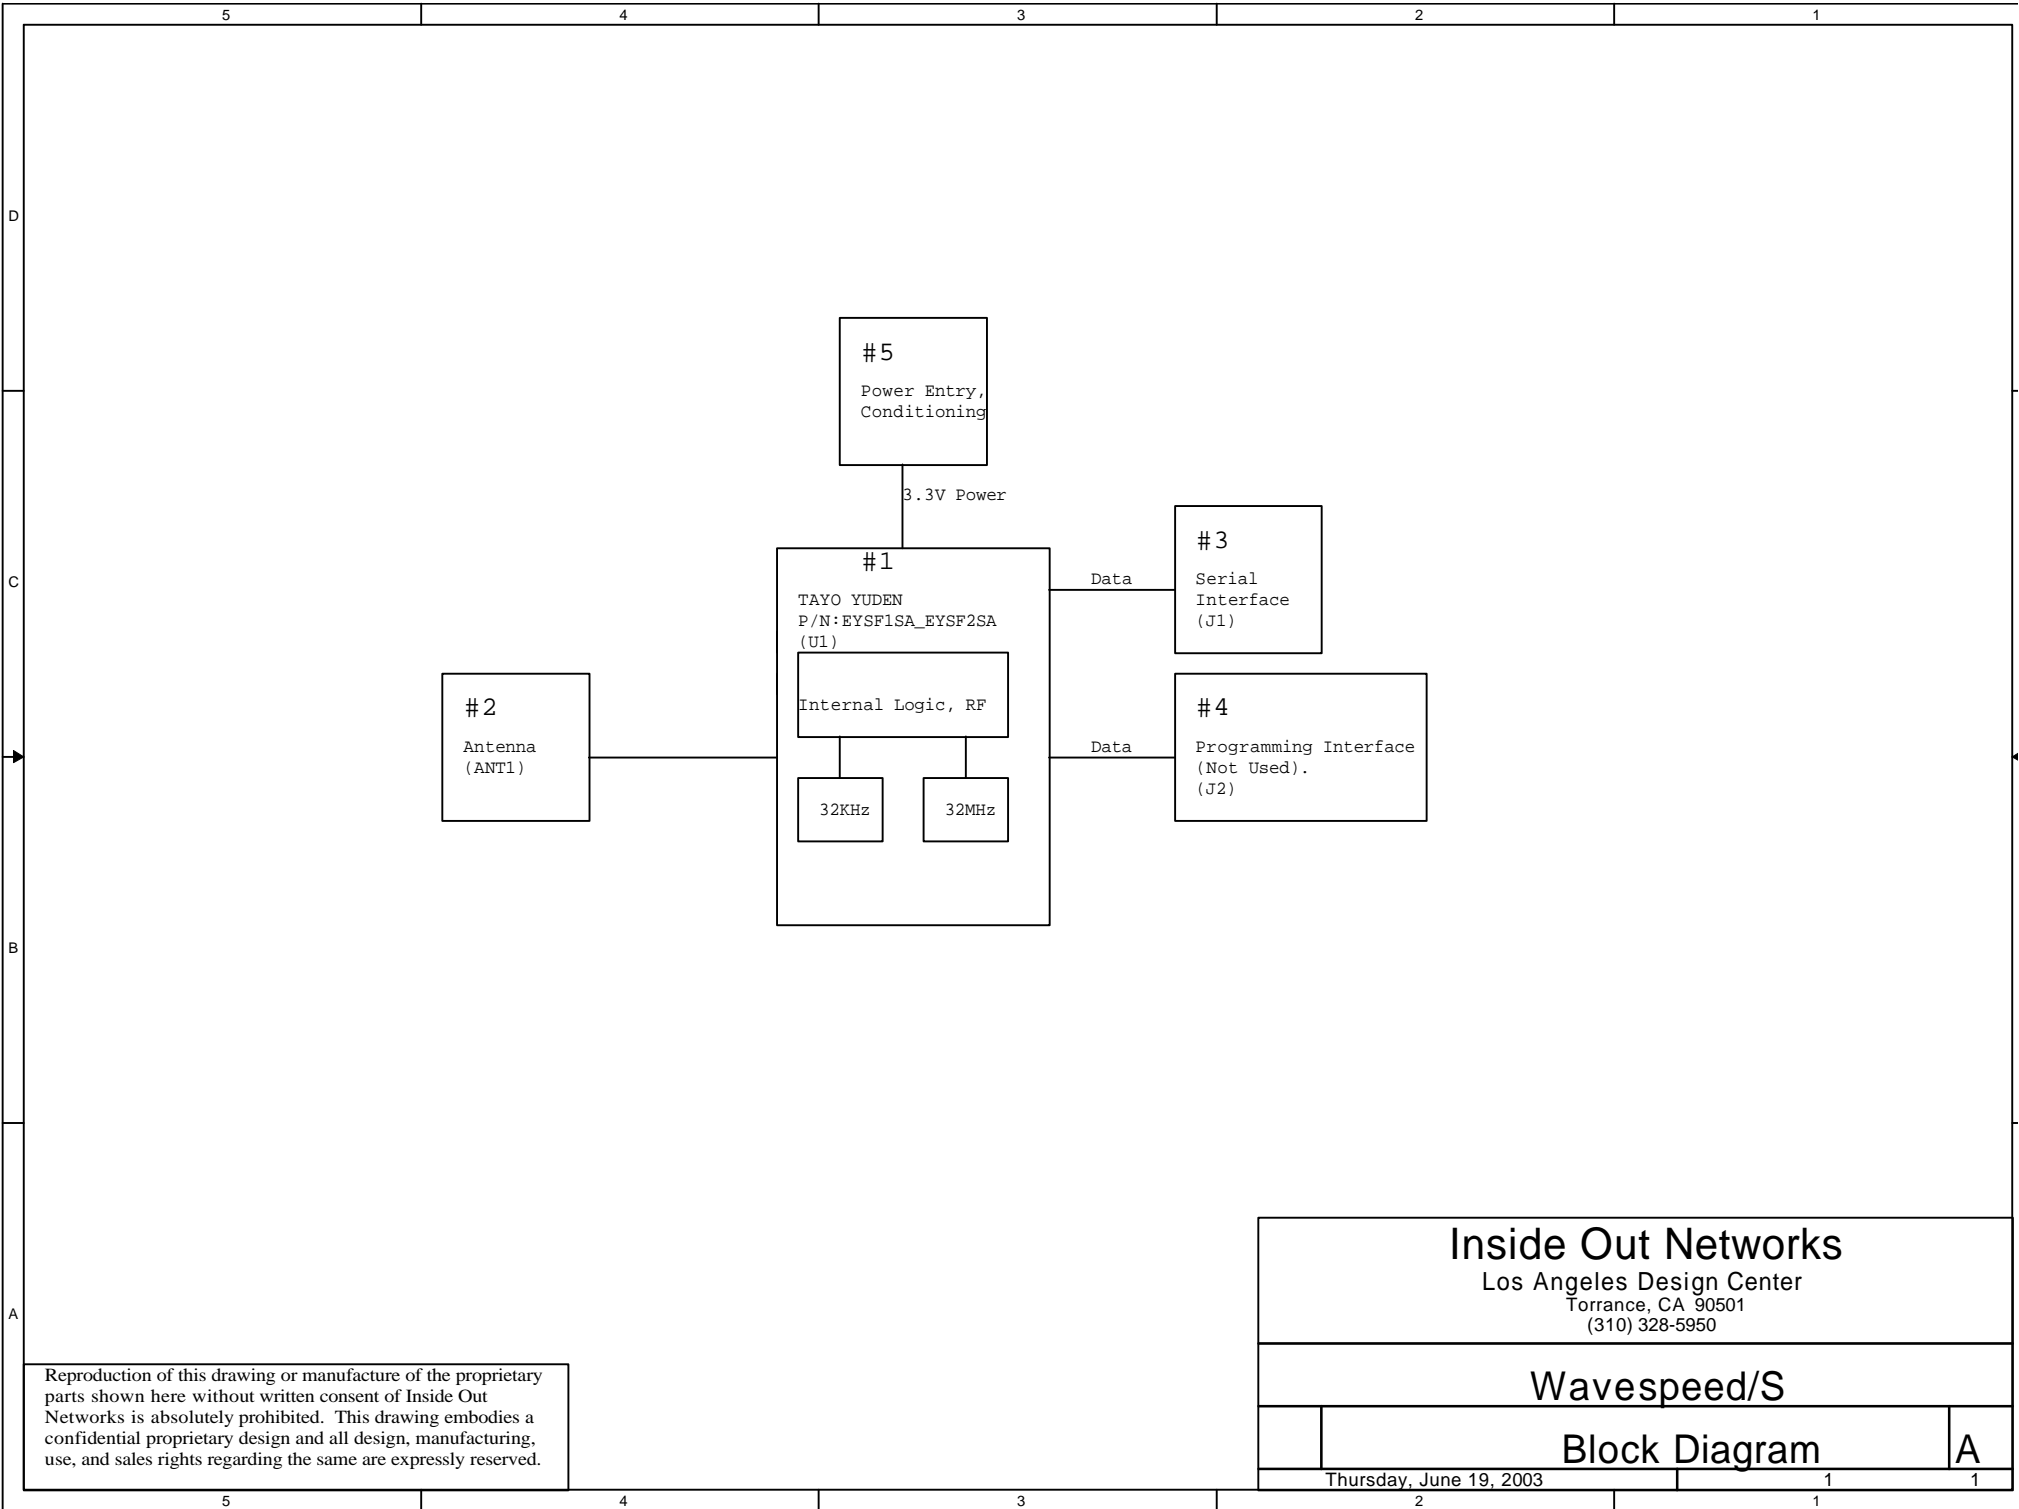 5 4 3 2 1
D
C
B
A
#5
Power Entry,
Conditioning
3.3V Power
#1
TAYO YUDEN
P/N:EYSF1SA_EYSF2SA
(U1)
Internal Logic, RF
32KHz
32MHz
#2
Antenna
(ANT1)
Data
#3
Serial
Interface
(J1)
Data
#4
Programming Interface
(Not Used).
(J2)
Reproduction of this drawing or manufacture of the proprietary
parts shown here without written consent of Inside Out
Networks is absolutely prohibited. This drawing embodies a
confidential proprietary design and all design, manufacturing,
use, and sales rights regarding the same are expressly reserved.
Inside Out Networks
Los Angeles Design Center
Torrance, CA 90501
(310) 328-5950
Wavespeed/S
Block Diagram
A
Thursday, June 19, 2003
1
1
5 4 3 2 1